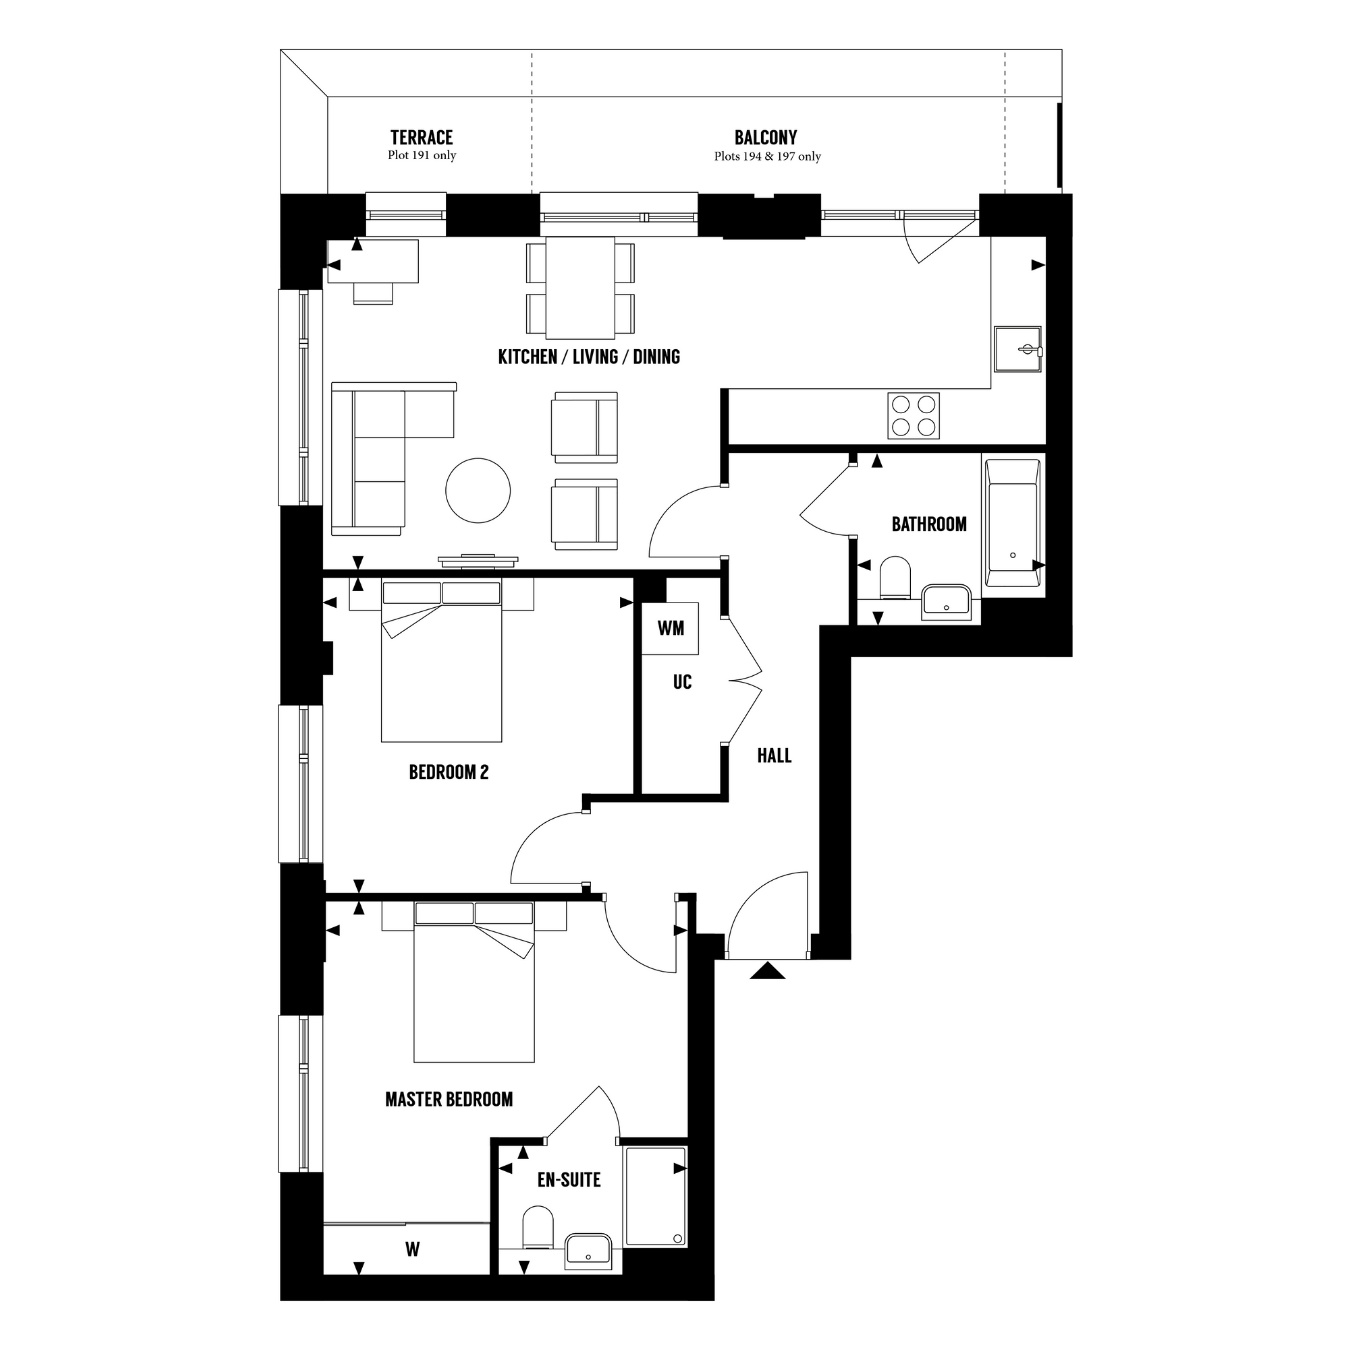 TERRACE
Plot 191 only
BALCONY
Plots 194 & 197 only
KITCHEN / LIVING / DINING
BATHROOM
WM
UC
HALL
BEDROOM 2
MASTER BEDROOM
EN-SUITE
W